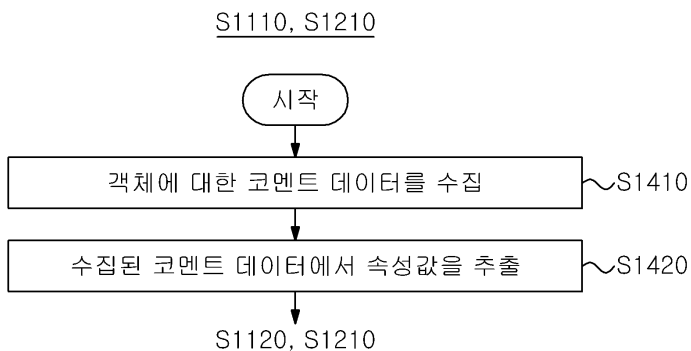 S1110, S1210
시작
객체에 대한 코멘트 데이터를 수집
S1410
수집된 코멘트 데이터에서 속성값을 추출
S1420
S1120, S1210